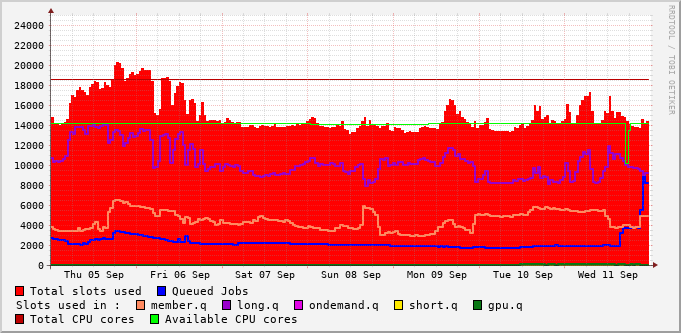 RRDTOOL / TOBI OETIKER
24000
22000
20000
18000
16000
14000
12000
10000
8000
6000
4000
2000
0
Thu 05 Sep Fri 06 Sep Sat 07 Sep Sun 08 Sep Mon 09 Sep Tue 10 Sep Wed 11 Sep
Total slots used Queued Jobs
Slots used in : member.q long.q ondemand.q short.q gpu.q
Total CPU cores Available CPU cores